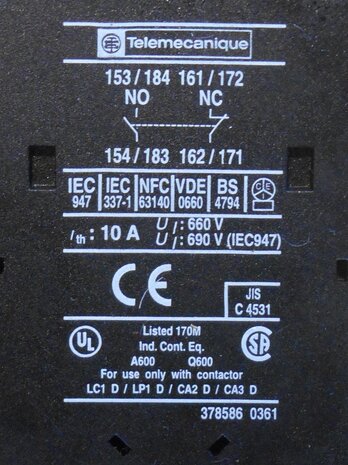 Telemecanique
153/184 161/172
NO NC
154/183 162/171
IEC 947 IEC 337-1 NFC 63140 VDE 0660 BS 4794
Ith: 10 A Ui: 660 V
Ui: 690 V (IEC947)
CE
JIS
C 4531
Listed 170M
Ind. Cont. Eq.
UL A600 Q600 SA
For use only with contactor
LC1 D / LP1 D / CA2 D / CA3 D
378586 0361